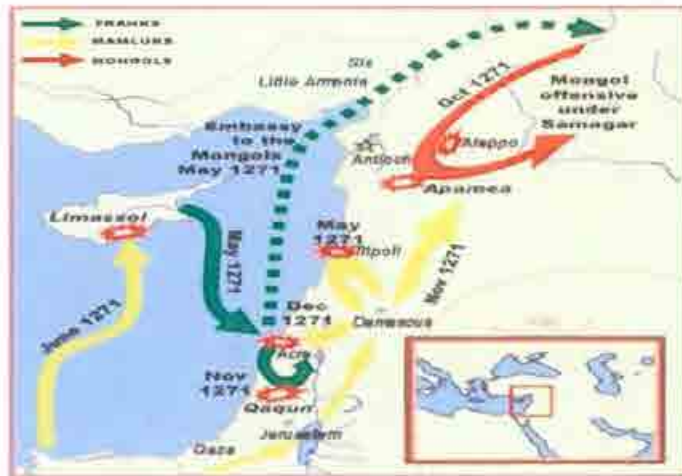 FRANKS
MAMLUKS
MONGOLS
Sis
Little Armenia
Oct 1271
Mongol
offensive
under
Samagar
Embassy
to the
Mongols
May 1271
Antioch
Aleppo
Apamea
Limassol
May 1271
May
1271
Tripoli
Nov 1271
June 1271
Dec
1271
Damascus
Acre
Nov
1271
Qaqun
Jerusalem
Gaza